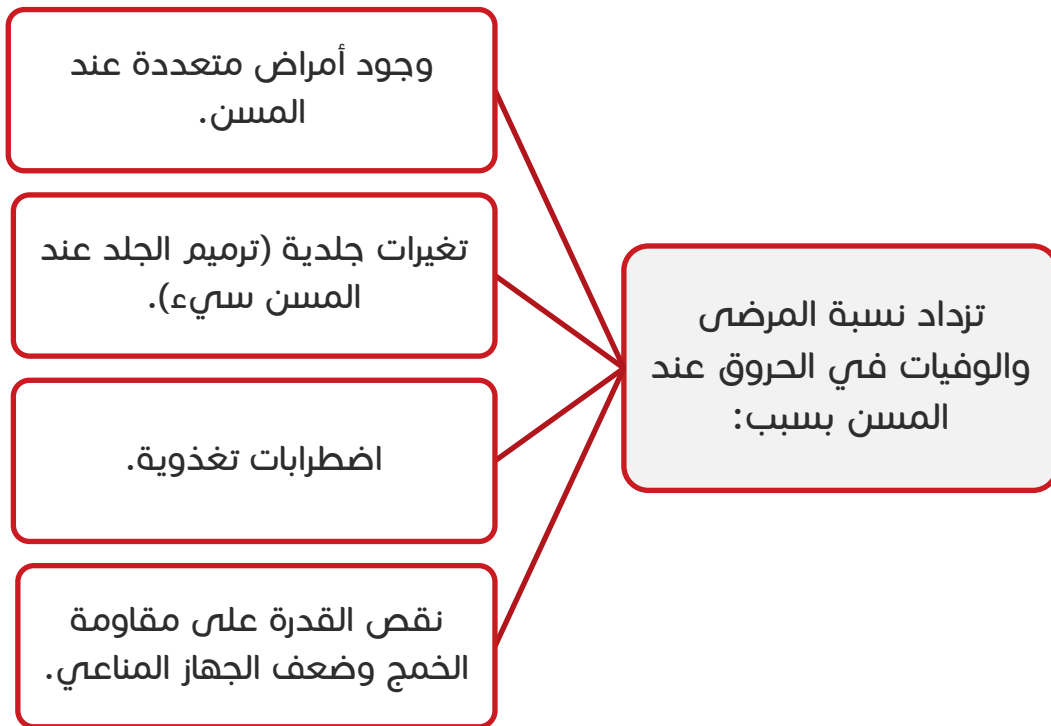 تزداد نسبة المرضى
والوفيات في الحروق عند
المسن بسبب:
وجود أمراض متعددة عند
المسن.
تغيرات جلدية (ترميم الجلد عند
المسن سيء).
اضطرابات تغذوية.
نقص القدرة على مقاومة
الخمج وضعف الجهاز المناعي.